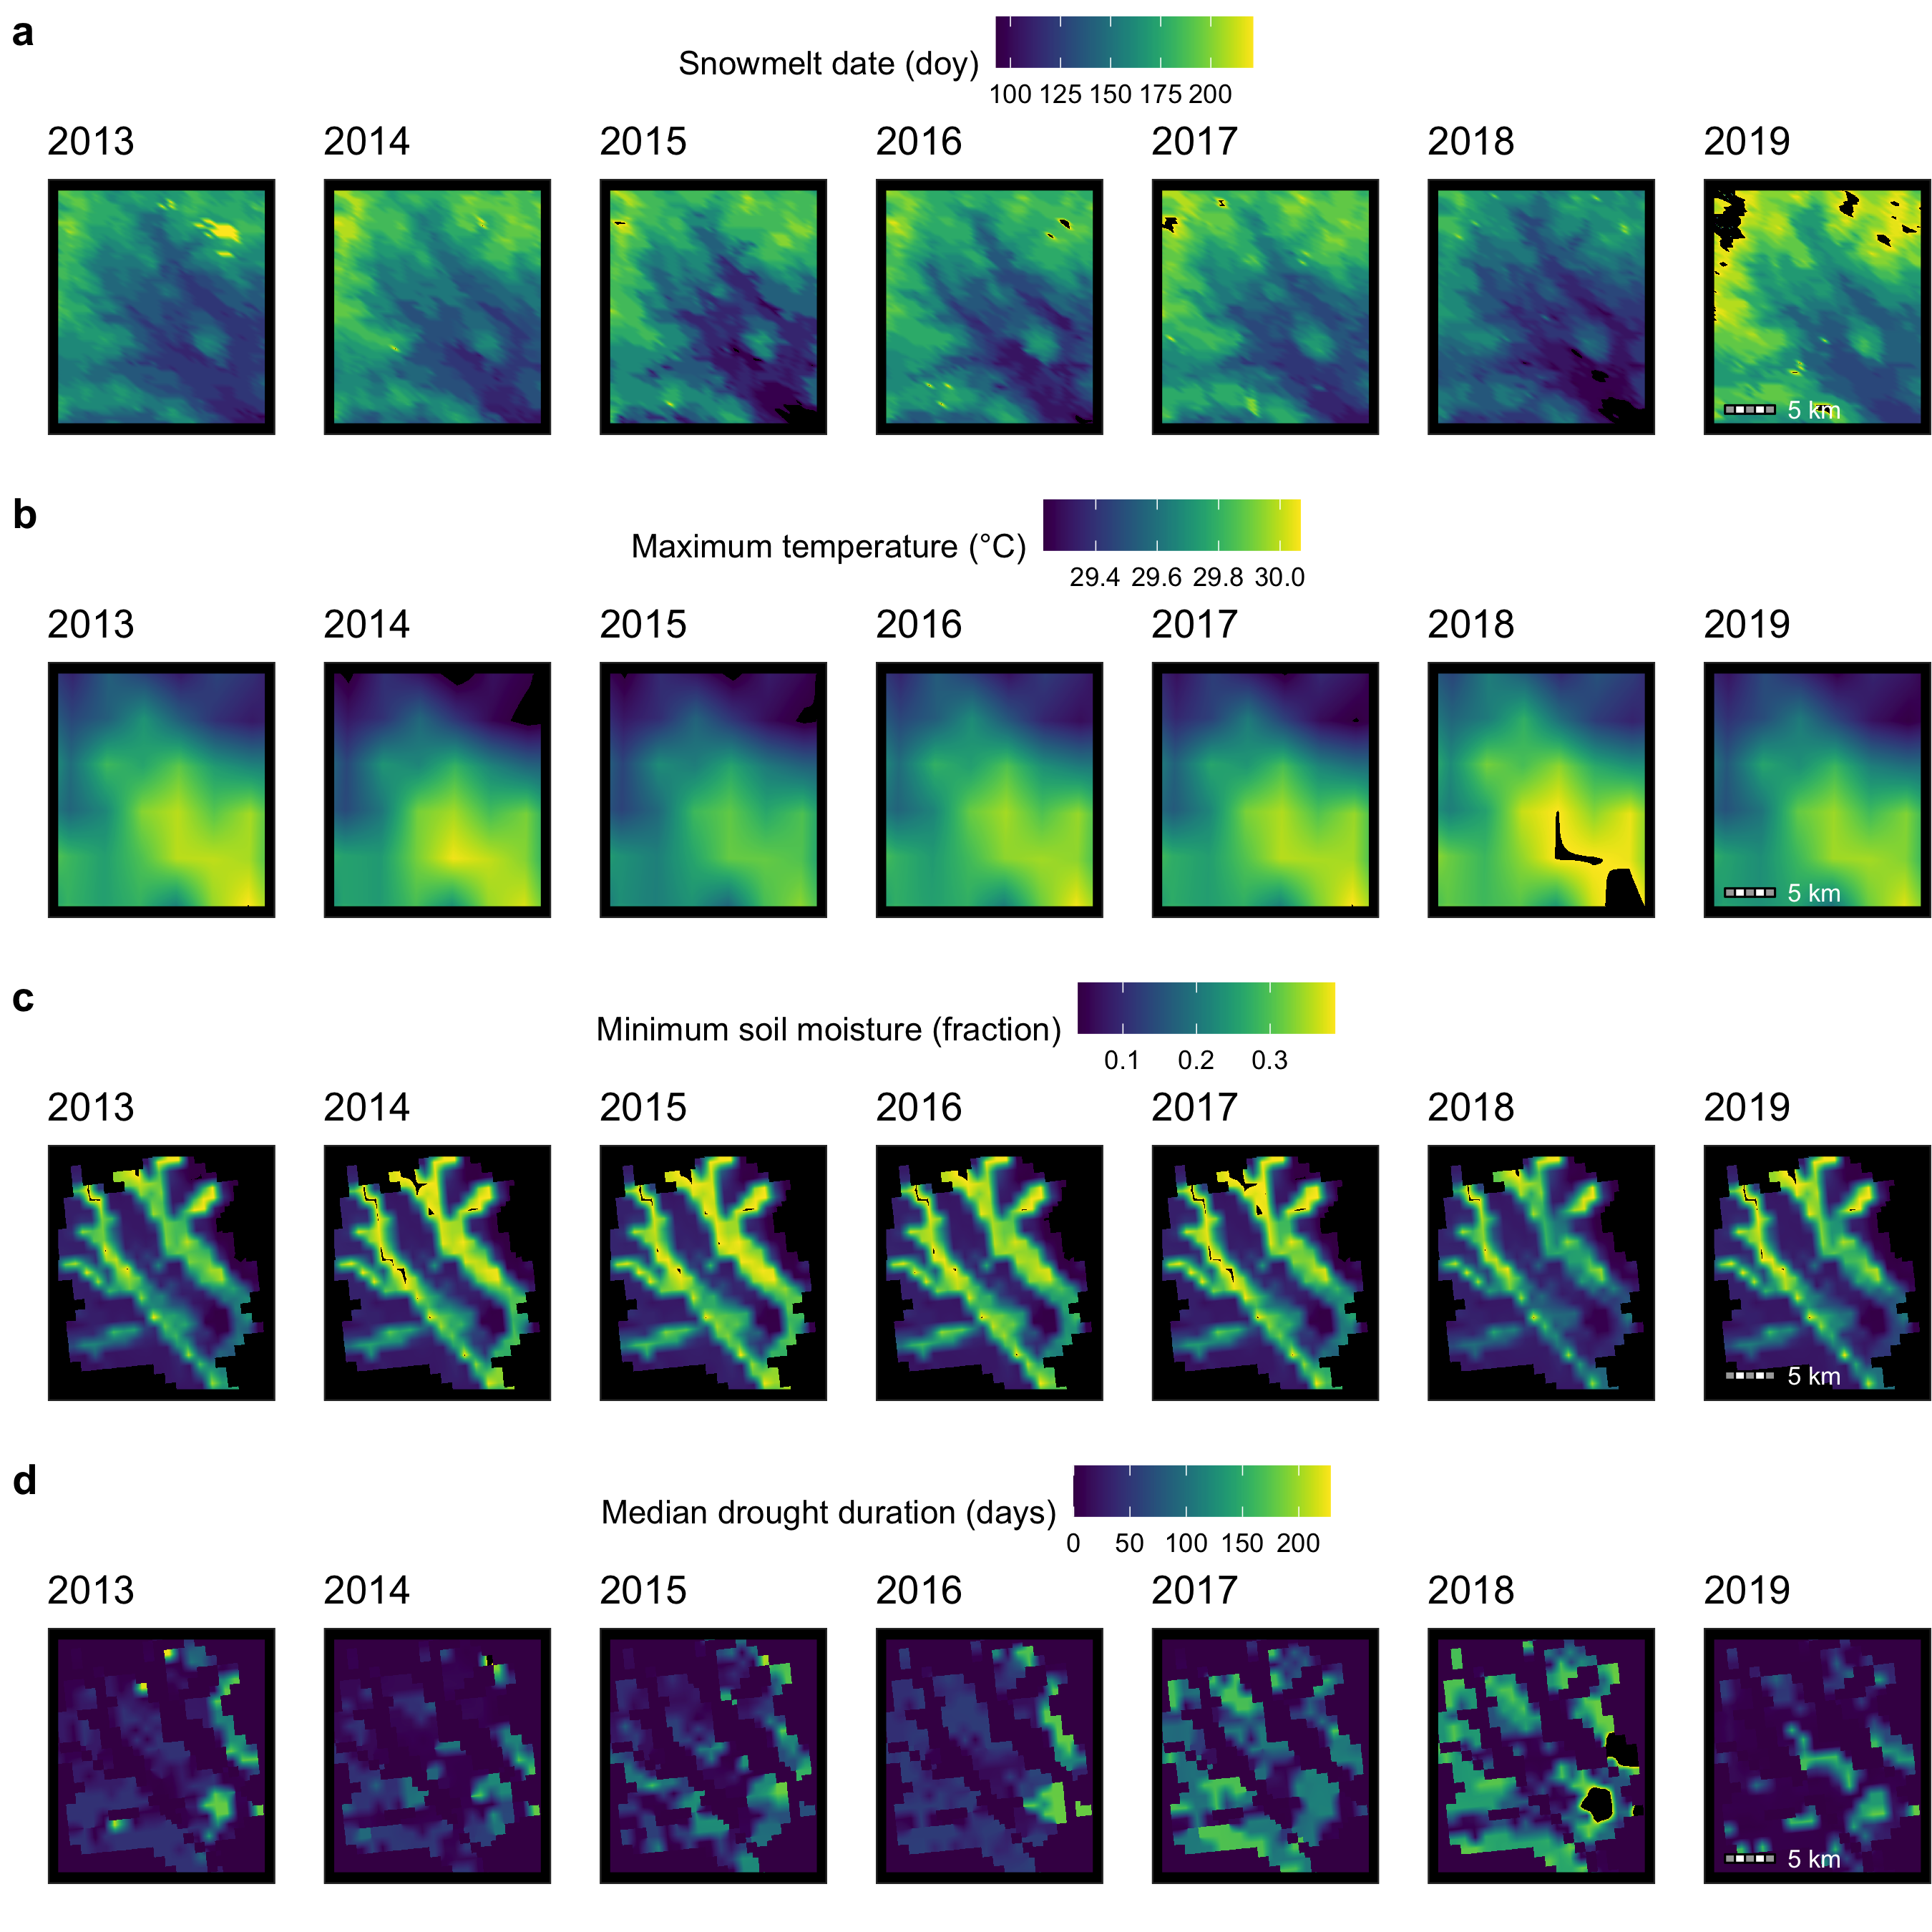 a
Snowmelt date (doy)
100 125 150 175 200
2013 2014 2015 2016 2017 2018 2019
5 km
b
Maximum temperature (°C)
29.4 29.6 29.8 30.0
2013 2014 2015 2016 2017 2018 2019
5 km
c
Minimum soil moisture (fraction)
0.1 0.2 0.3
2013 2014 2015 2016 2017 2018 2019
5 km
d
Median drought duration (days)
0 50 100 150 200
2013 2014 2015 2016 2017 2018 2019
5 km